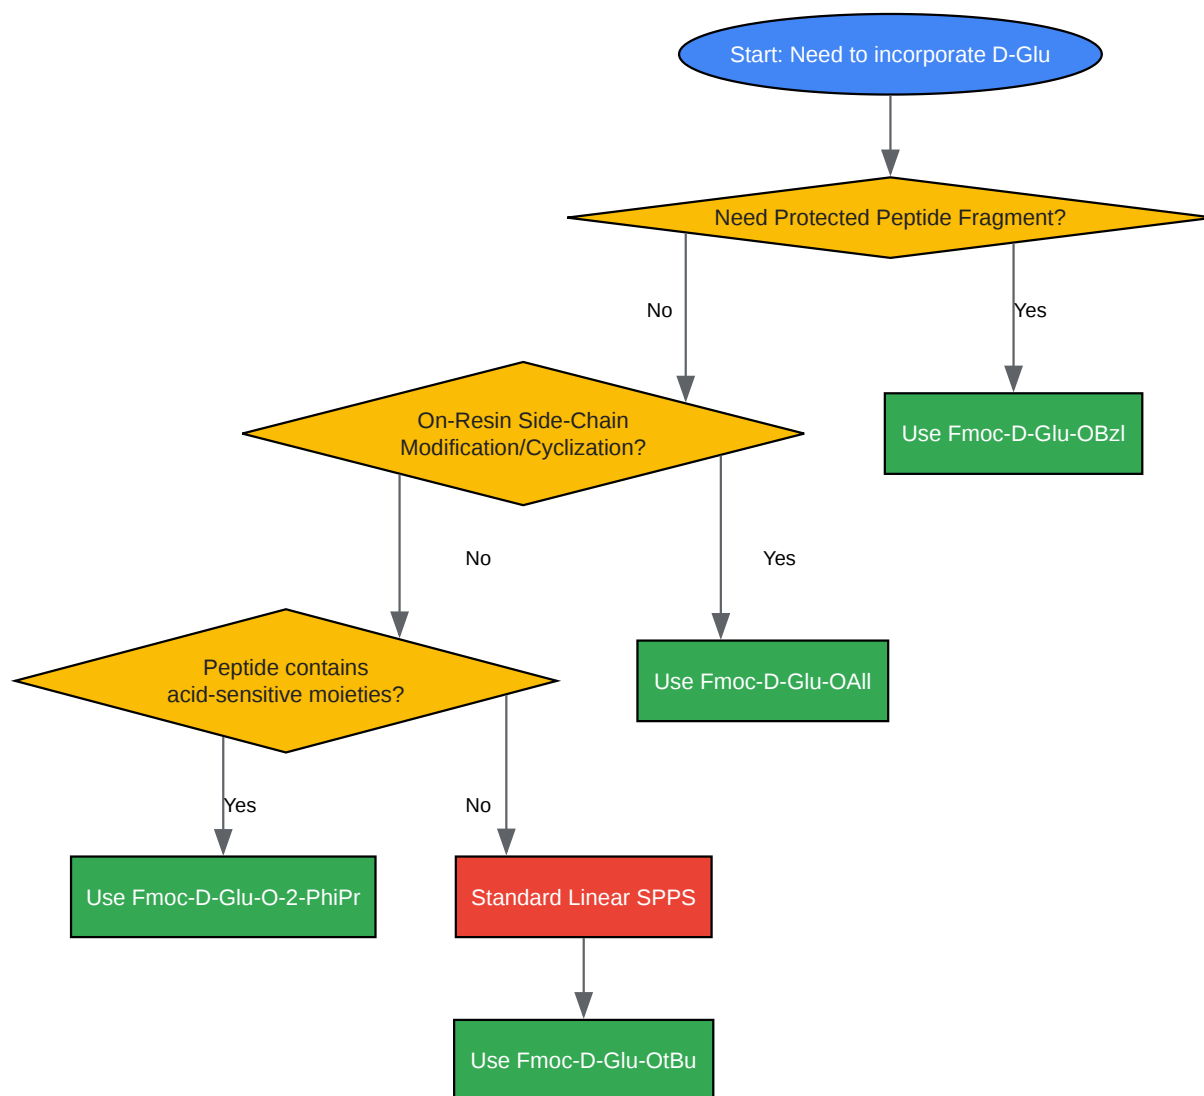 Start: Need to incorporate D-Glu
Need Protected Peptide Fragment?
No
Yes
On-Resin Side-Chain
Modification/Cyclization?
Use Fmoc-D-Glu-OBzl
No
Yes
Peptide contains
acid-sensitive moieties?
Use Fmoc-D-Glu-OAll
Yes
No
Use Fmoc-D-Glu-O-2-PhiPr
Standard Linear SPPS
Use Fmoc-D-Glu-OtBu